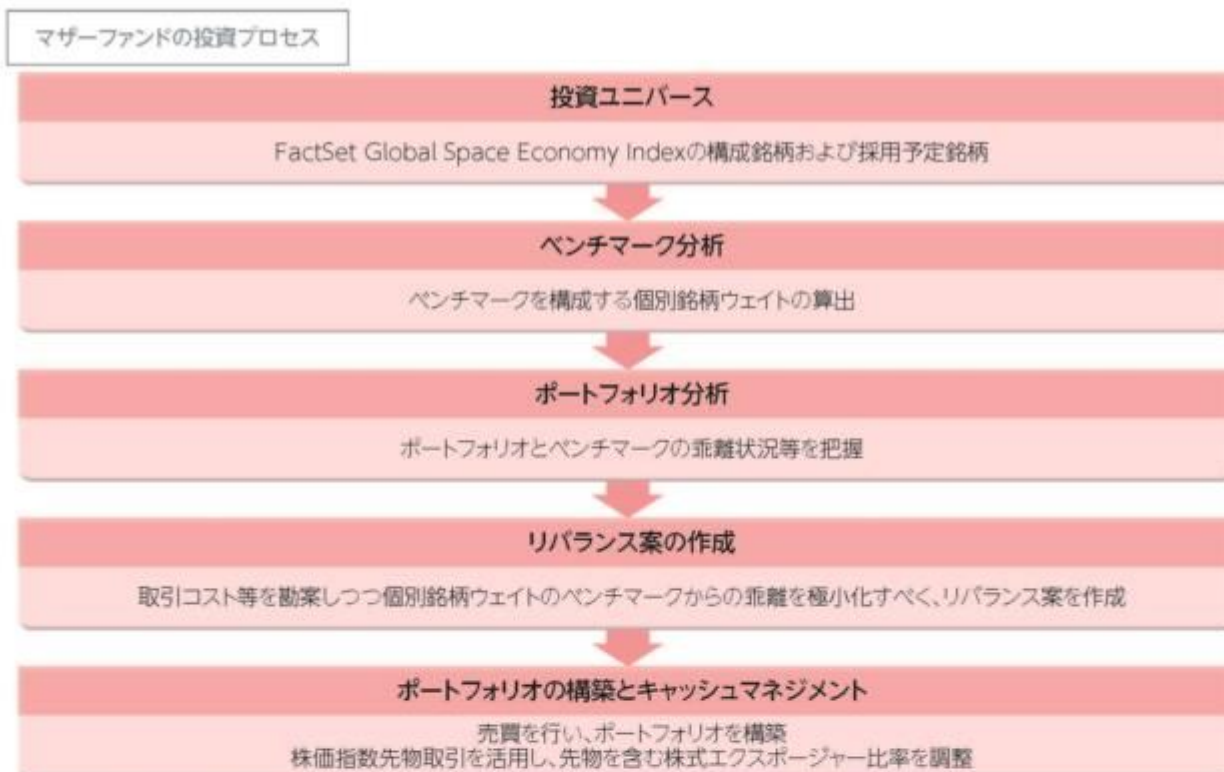 マザーファンドの投資プロセス
投資ユニバース
FactSet Global Space Economy Indexの構成銘柄および採用予定銘柄
ベンチマーク分析
ベンチマークを構成する個別銘柄ウェイトの算出
ポートフォリオ分析
ポートフォリオとベンチマークの乖離状況等を把握
リバランス案の作成
取引コスト等を勘案しつつ個別銘柄ウェイトのベンチマークからの乖離を極小化すべく、リバランス案を作成
ポートフォリオの構築とキャッシュマネジメント
売買を行い、ポートフォリオを構築
株価指数先物取引を活用し、先物を含む株式エクスポージャー比率を調整